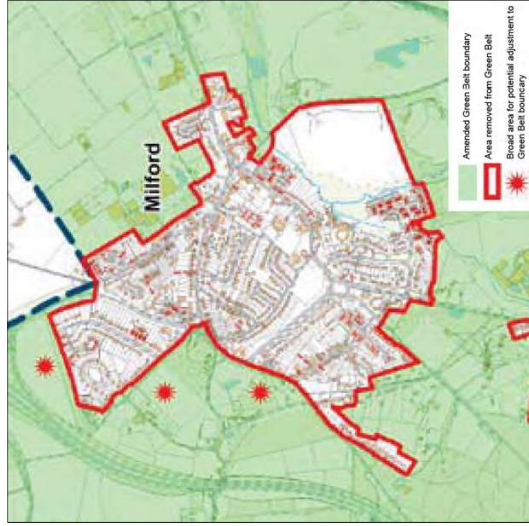 Milford
Amended Green Belt boundary
Area removed from Green Belt
Broad area for potential adjustment to
Green Belt boundary